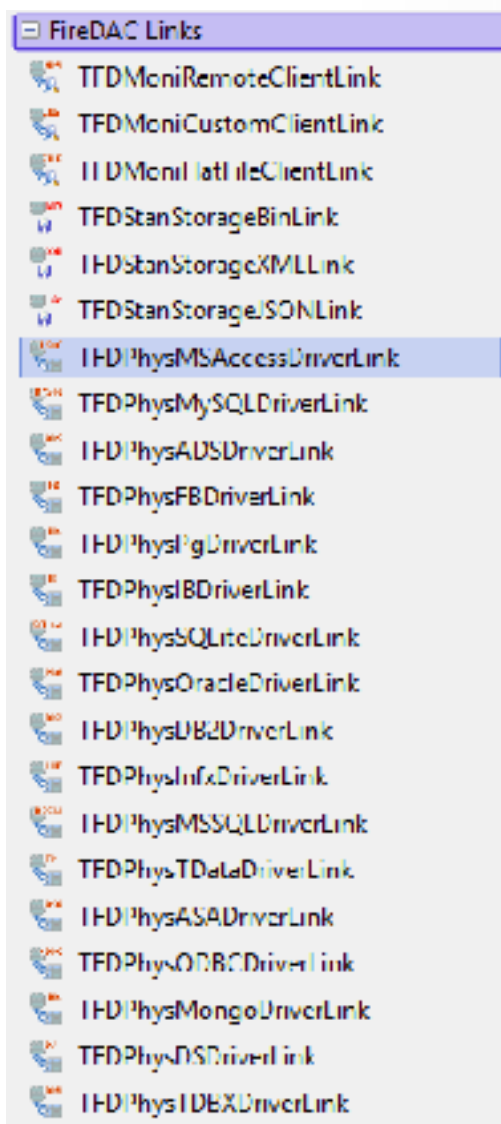 FireDAC Links
TFDMoniRemoteClientLink
TFDMoniCustomClientLink
TFDMoniFlatFileClientLink
TFDStanStorageBinLink
TFDStanStorageXMLLink
TFDStanStorageJSONLink
TFDPhysMSAccessDriverLink
TFDPhysMySQLDriverLink
TFDPhysADSDriverLink
TFDPhysFBDriverLink
TFDPhysPgDriverLink
TFDPhysIBDriverLink
TFDPhysSQLiteDriverLink
TFDPhysOracleDriverLink
TFDPhysDB2DriverLink
TFDPhysInfxDriverLink
TFDPhysMSSQLDriverLink
TFDPhysTDataDriverLink
TFDPhysASADriverLink
TFDPhysODBCDriverLink
TFDPhysMongoDriverLink
TFDPhysDSDriverLink
TFDPhysTDBXDriverLink